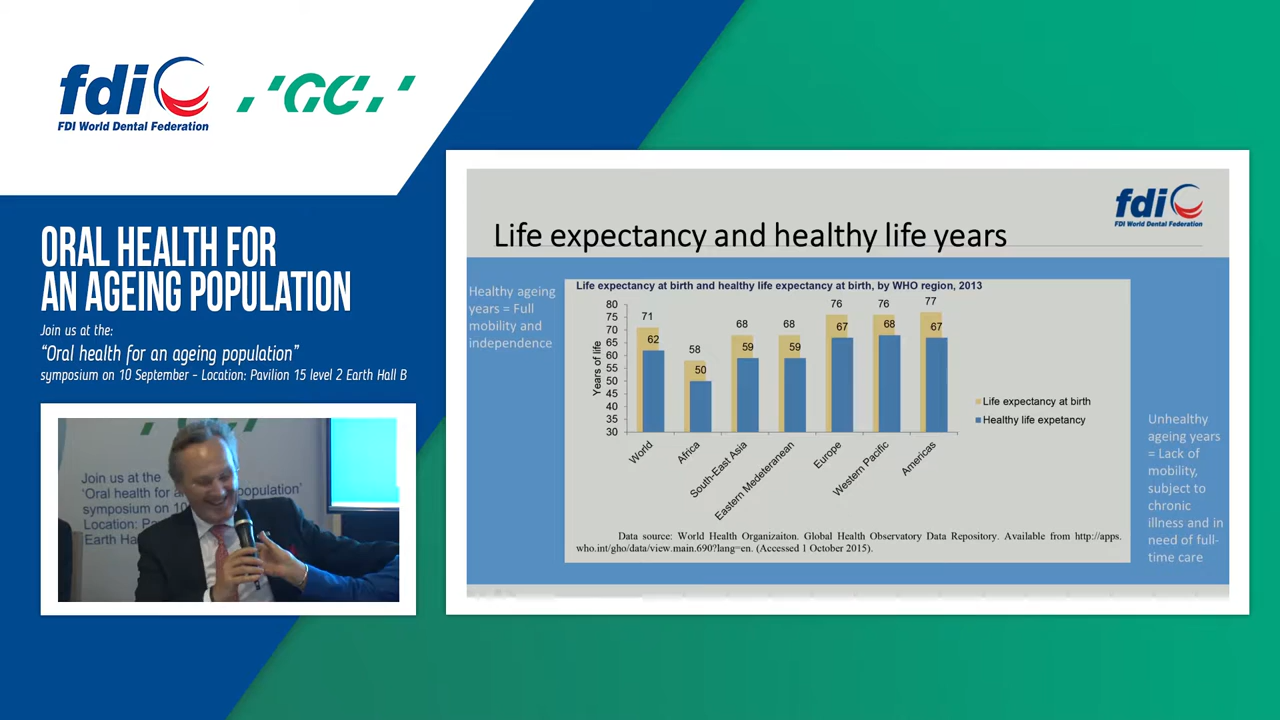 fdi
FDI World Dental Federation
GC
ORAL HEALTH FOR
AN AGEING POPULATION
Join us at the:
“Oral health for an ageing population”
symposium on 10 September - Location: Pavilion 15 level 2 Earth Hall B
Join us at the
'Oral health for a population'
symposium on 10
Location: Pa
Earth Hal
fdi
FDI World Dental Federation
Life expectancy and healthy life years
Healthy ageing
years = Full
mobility and
independence
Life expectancy at birth and healthy life expectancy at birth, by WHO region, 2013
Years of life
80
75
70
65
60
55
50
45
40
35
30
71
62
58
50
68
59
68
59
76
67
76
68
77
67
World
Africa
South-East Asia
Eastern Medeteranean
Europe
Western Pacific
Americas
Life expectancy at birth
Healthy life expetancy
Data source: World Health Organizaiton. Global Health Observatory Data Repository. Available from http://apps.
who.int/gho/data/view.main.690?lang=en. (Accessed 1 October 2015).
Unhealthy
ageing years
= Lack of
mobility,
subject to
chronic
illness and in
need of full-
time care